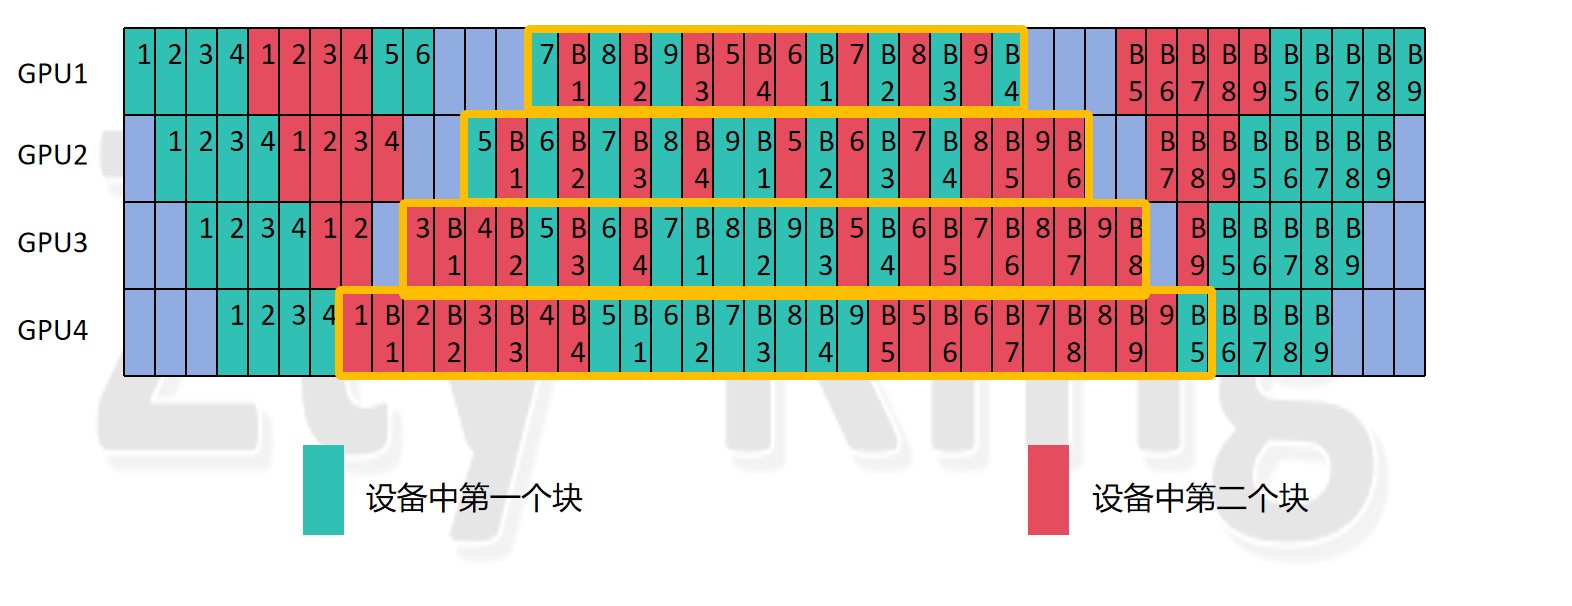 GPU1 1 2 3 4 1 2 3 4 5 6 7 B1 8 B2 9 B3 5 B4 6 B1 7 B2 8 B3 9 B4 B5 B6 B7 B8 B9 B5 B6 B7 B8 B9
GPU2 1 2 3 4 1 2 3 4 5 B1 6 B2 7 B3 8 B4 9 B1 5 B2 6 B3 7 B4 8 B5 9 B6 B7 B8 B9 B5 B6 B7 B8 B9
GPU3 1 2 3 4 1 2 3 B1 4 B2 5 B3 6 B4 7 B1 8 B2 9 B3 5 B4 6 B5 7 B6 8 B7 9 B8 B9 B5 B6 B7 B8 B9
GPU4 1 2 3 4 1 B1 2 B2 3 B3 4 B4 5 B1 6 B2 7 B3 8 B4 9 B5 5 B6 6 B7 7 B8 8 B9 9 B5 B6 B7 B8 B9
Zty King
设备中第一个块
设备中第二个块